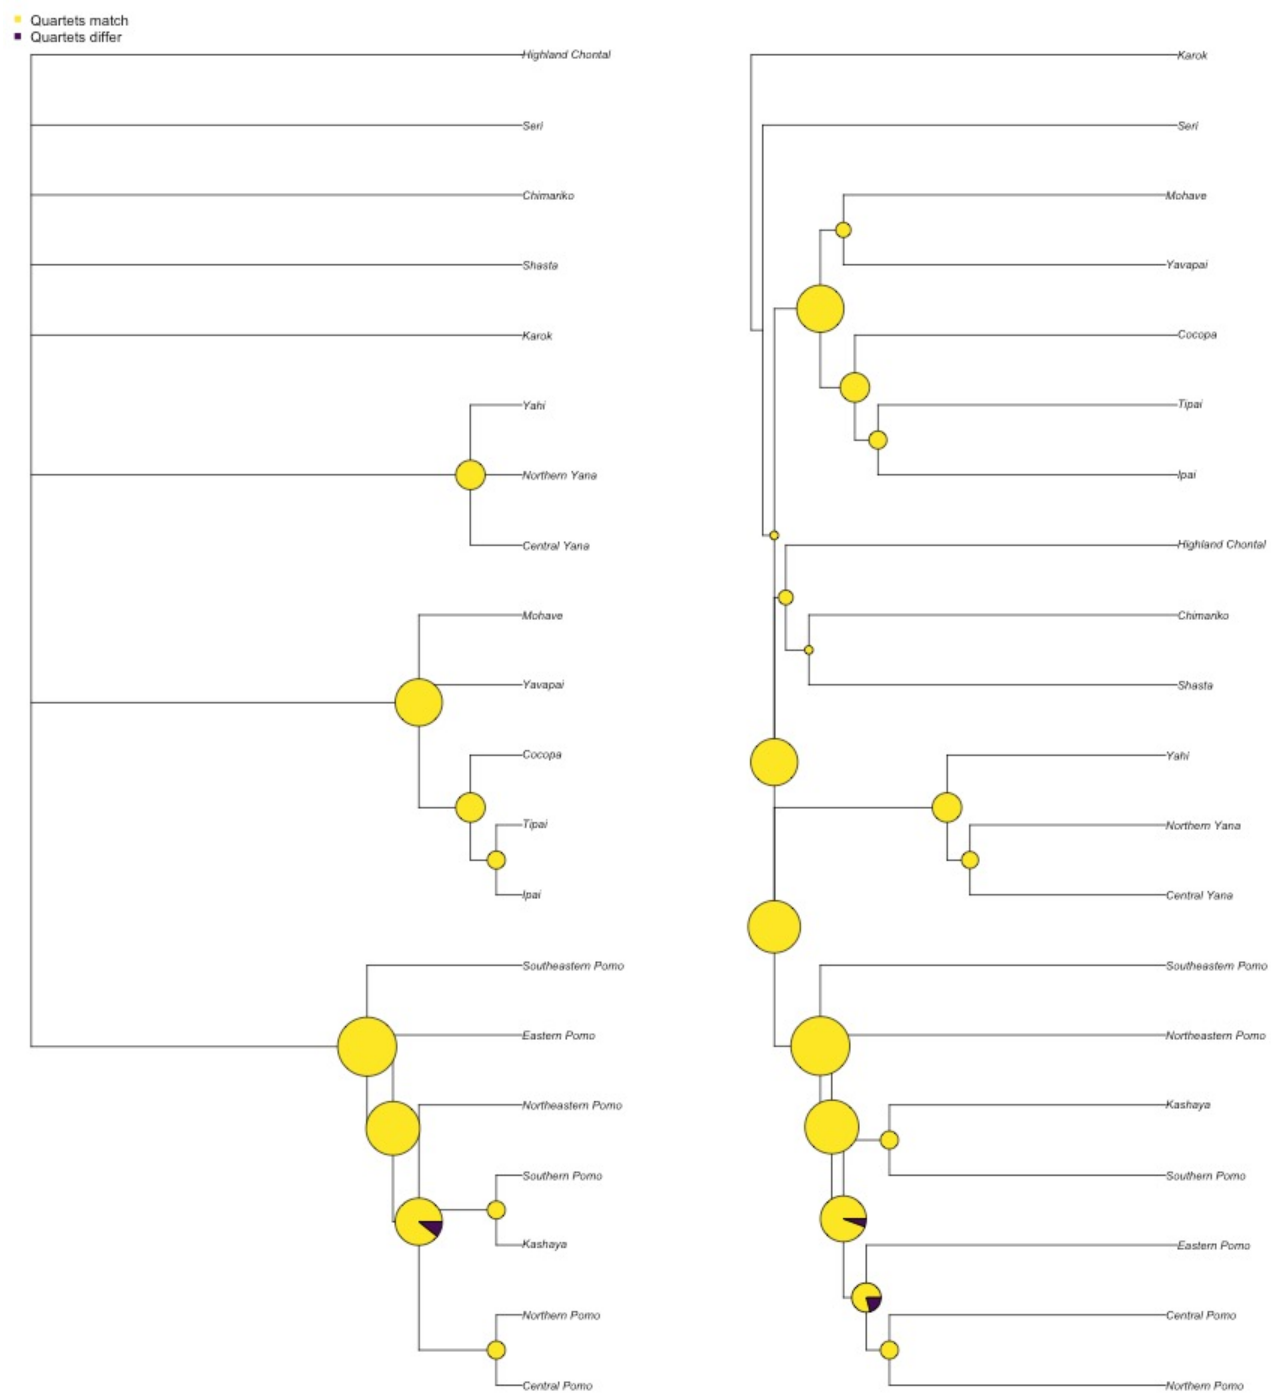 Quartets match
Quartets differ
Highland Chontal
Seri
Chimariko
Shasta
Karok
Yahi
Northern Yana
Central Yana
Mohave
Yavapai
Cocopa
Tipai
Ipai
Southeastern Pomo
Eastern Pomo
Northeastern Pomo
Southern Pomo
Kashaya
Northern Pomo
Central Pomo
Karok
Seri
Mohave
Yavapai
Cocopa
Tipai
Ipai
Highland Chontal
Chimariko
Shasta
Yahi
Northern Yana
Central Yana
Southeastern Pomo
Northeastern Pomo
Kashaya
Southern Pomo
Eastern Pomo
Central Pomo
Northern Pomo